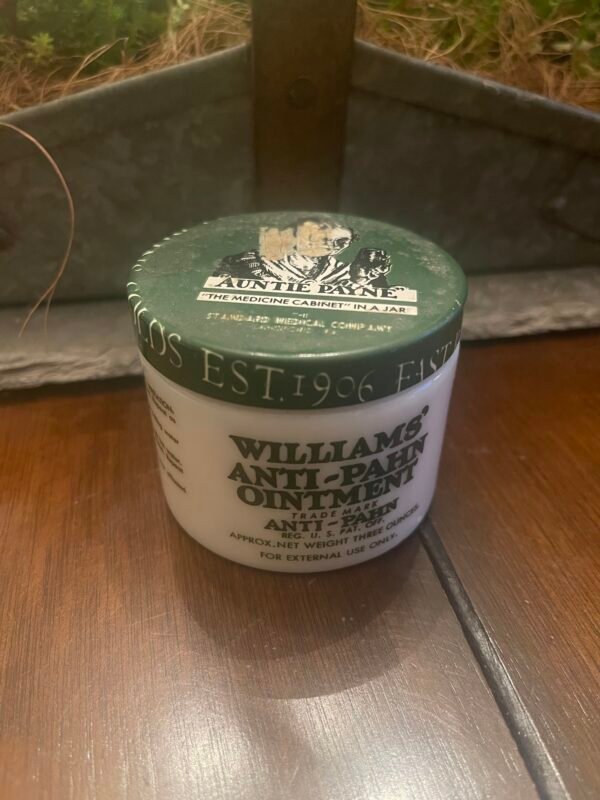 "AUNTIE PAYNE"
"THE MEDICINE CABINET" IN A JAR
THE
STANDARD MEDICAL COMPANY
EST. 1906 EAST
WILLIAMS'
ANTI-PAHN
OINTMENT
TRADE MARK
ANTI-PAHN
REG. U. S. PAT. OFF.
APPROX. NET WEIGHT THREE OUNCES
FOR EXTERNAL USE ONLY.